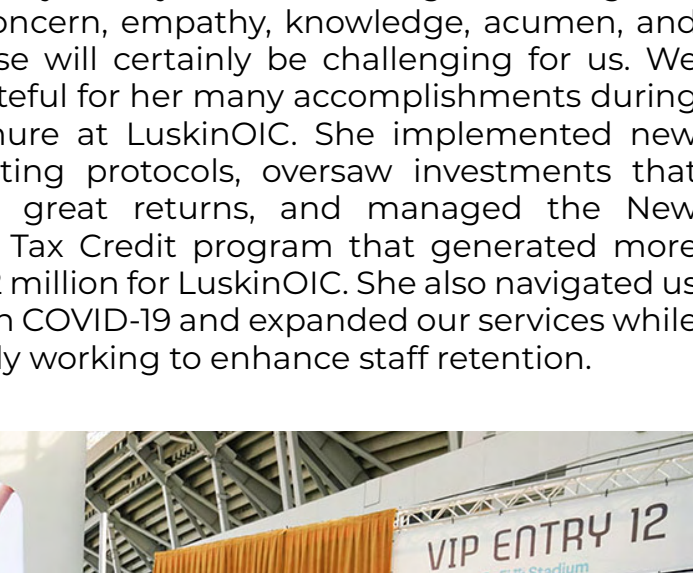 oncern, empathy, knowledge, acumen, and
se will certainly be challenging for us. We
teful for her many accomplishments during
nure at LuskinOIC. She implemented new
ting protocols, oversaw investments that
great returns, and managed the New
Tax Credit program that generated more
2 million for LuskinOIC. She also navigated us
h COVID-19 and expanded our services while
ly working to enhance staff retention.
VIP ENTRY 12
Stadium